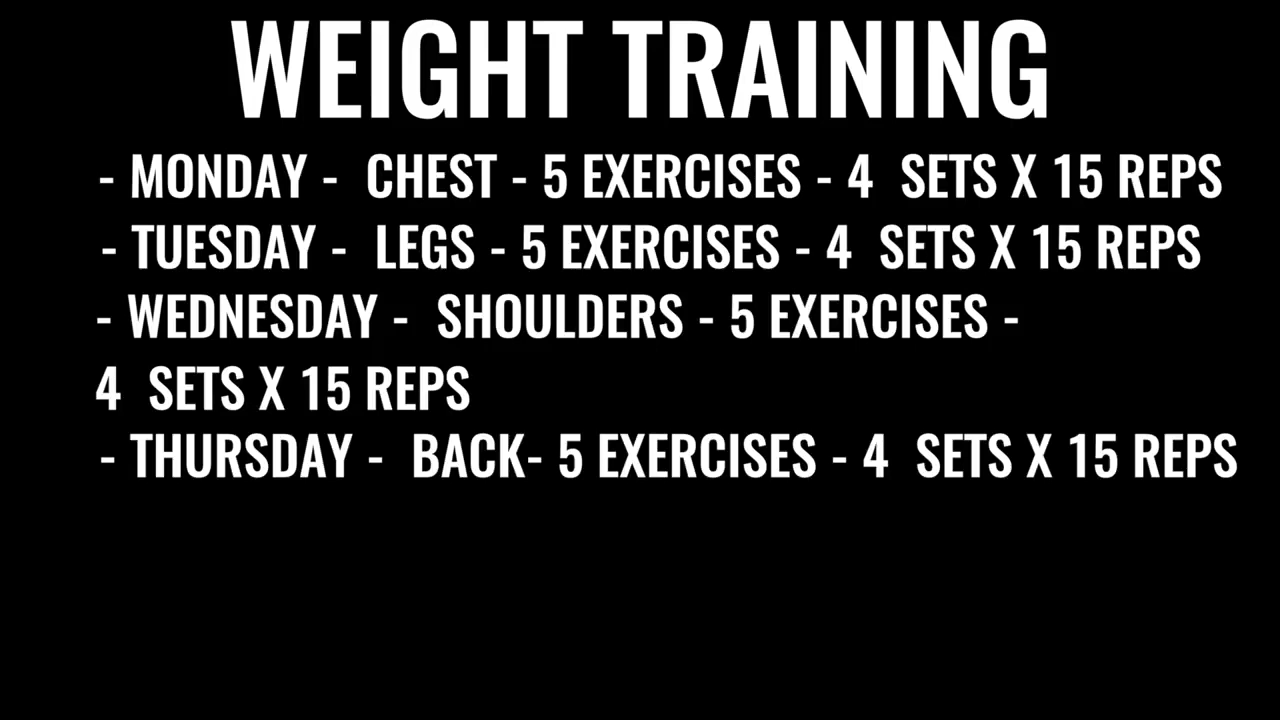 WEIGHT TRAINING
- MONDAY - CHEST - 5 EXERCISES - 4 SETS X 15 REPS
- TUESDAY - LEGS - 5 EXERCISES - 4 SETS X 15 REPS
- WEDNESDAY - SHOULDERS - 5 EXERCISES -
4 SETS X 15 REPS
- THURSDAY - BACK- 5 EXERCISES - 4 SETS X 15 REPS